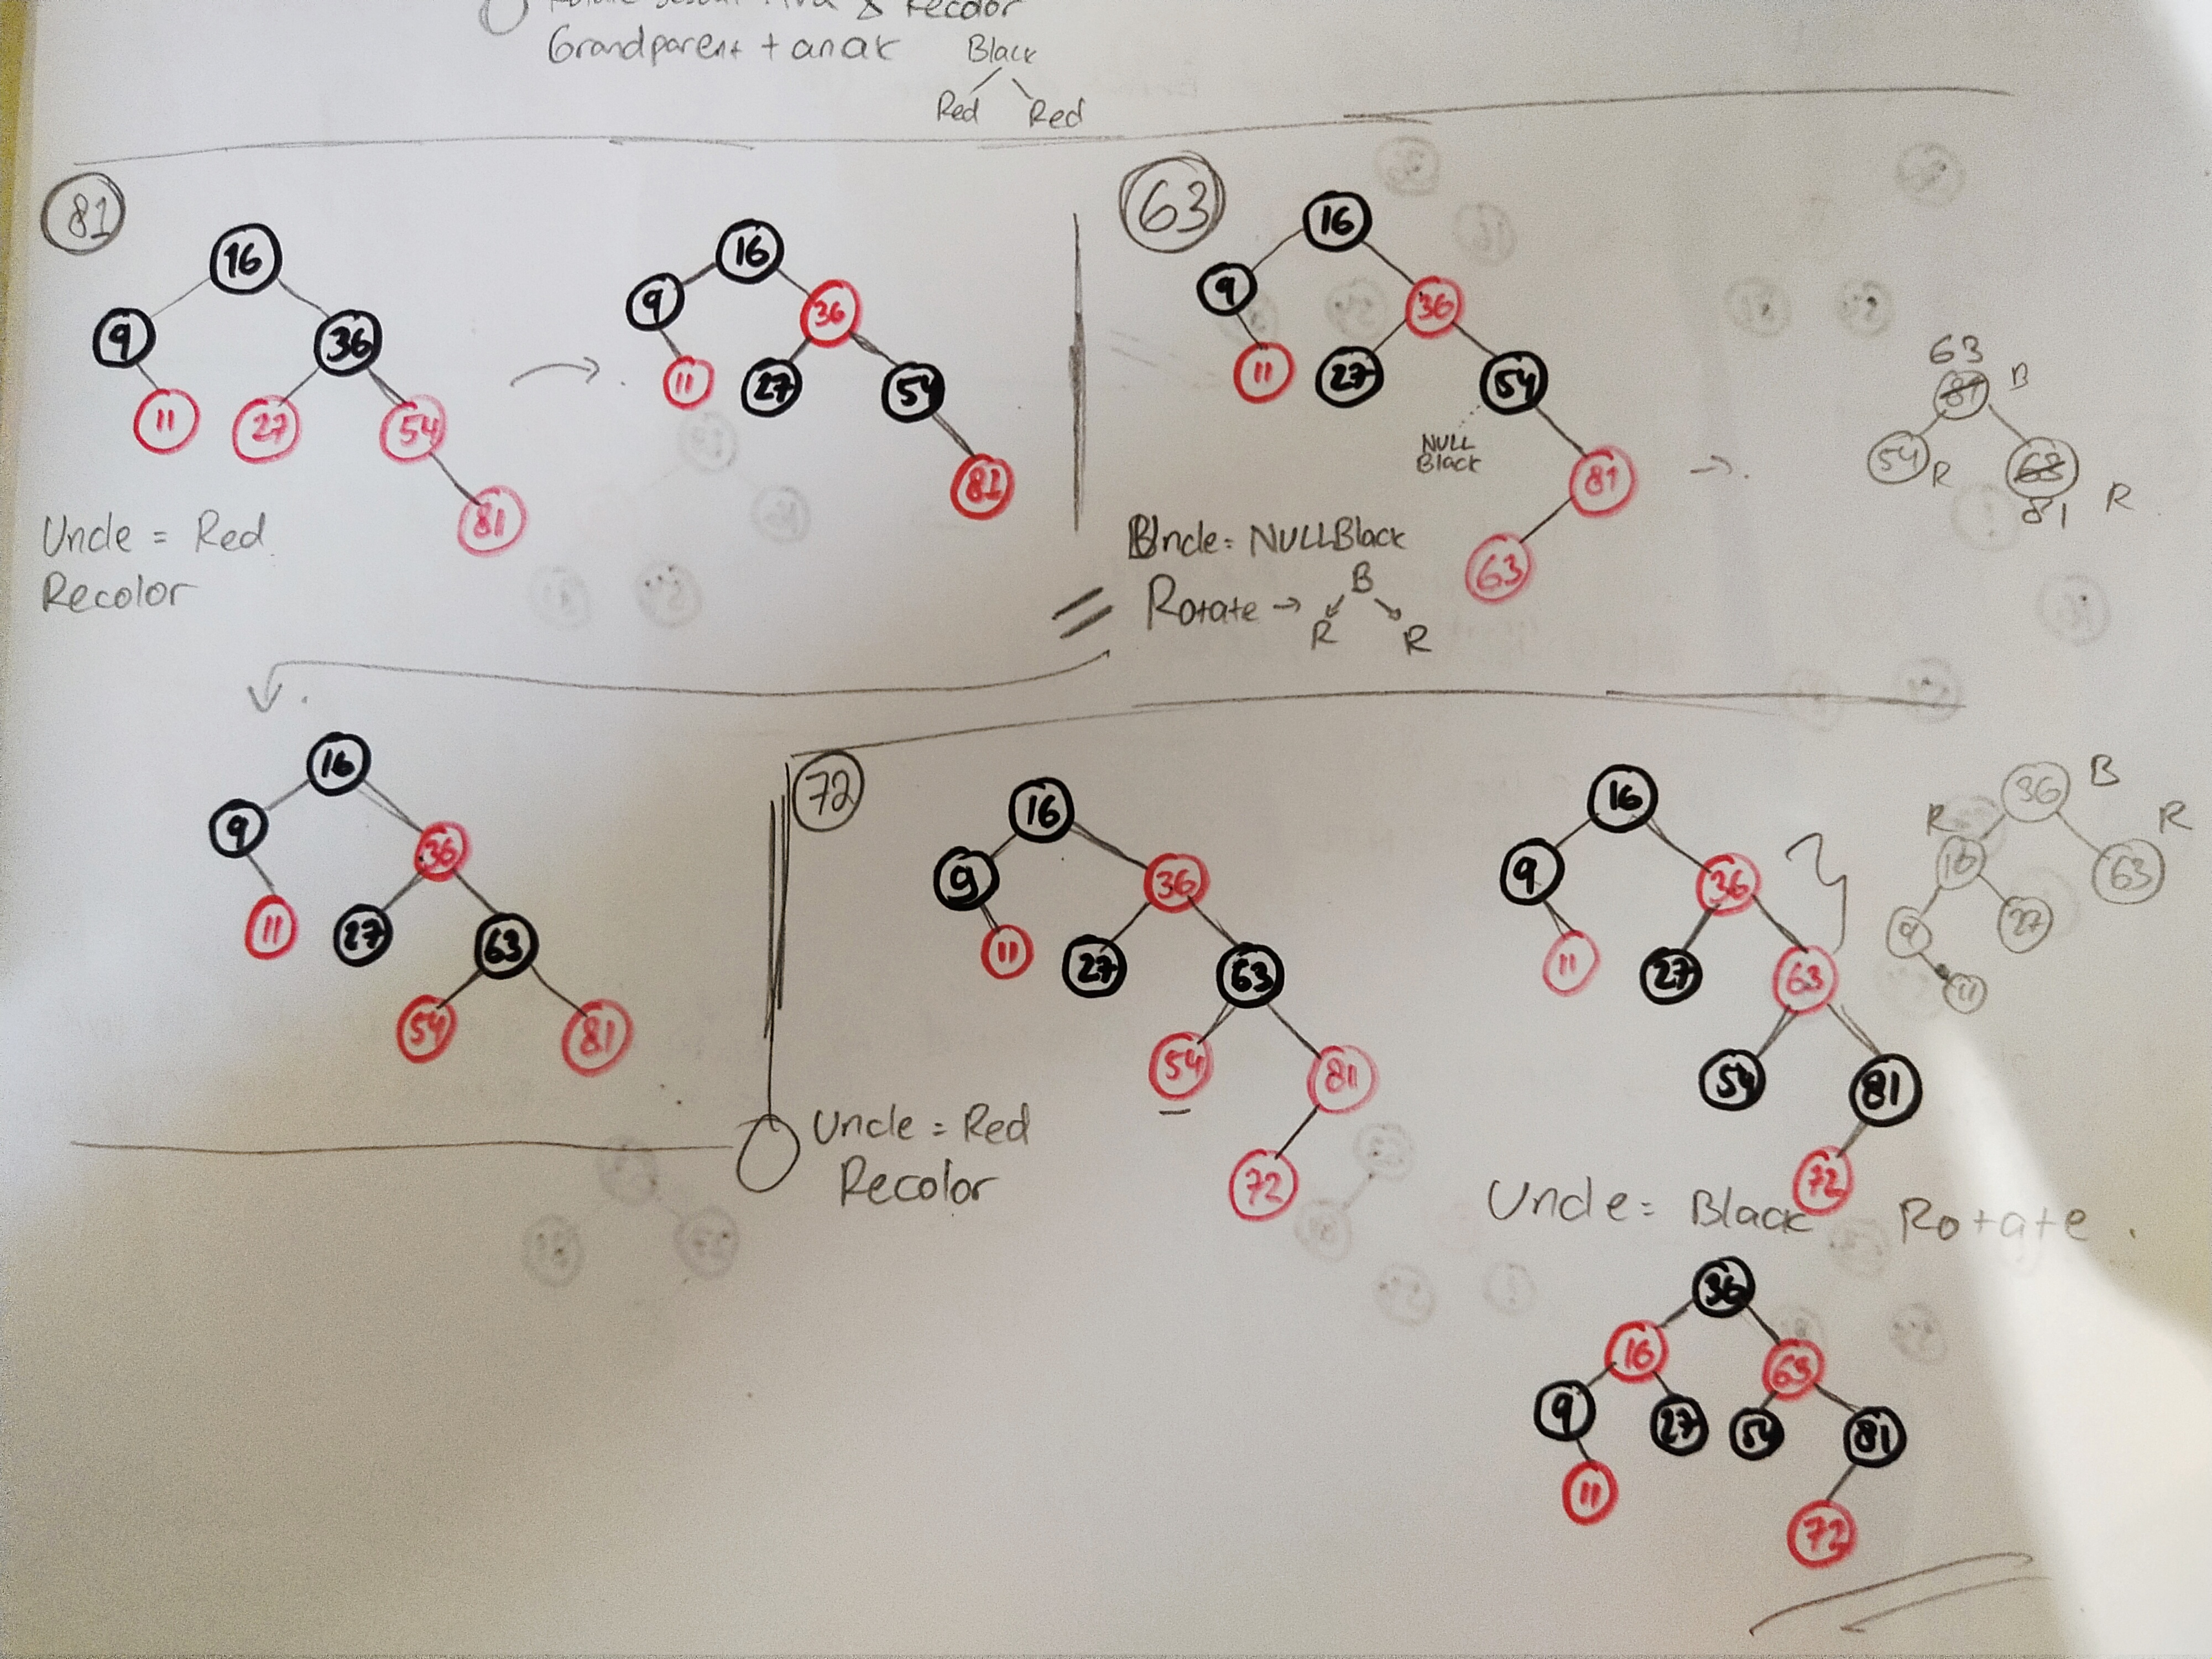 Grandparent + anak Black
Red Red
81
16
9 36
11 27 54
81
Uncle = Red
Recolor
16
9 36
11 27 54
81
63
16
9 36
11 27 54
NULL
Black
81
63
Uncle = NULL Black
Rotate → B
R R
63
54
R
B
81
R
16
9 36
11 27 63
54 81
72
16
9 36
11 27 63
54 81
72
Uncle = Red
Recolor
16
9 36
11 27 63
54 81
72
36 B
R 16 63 R
9 27
11
Uncle = Black Rotate
36
16 63
9 27 54 81
11 72